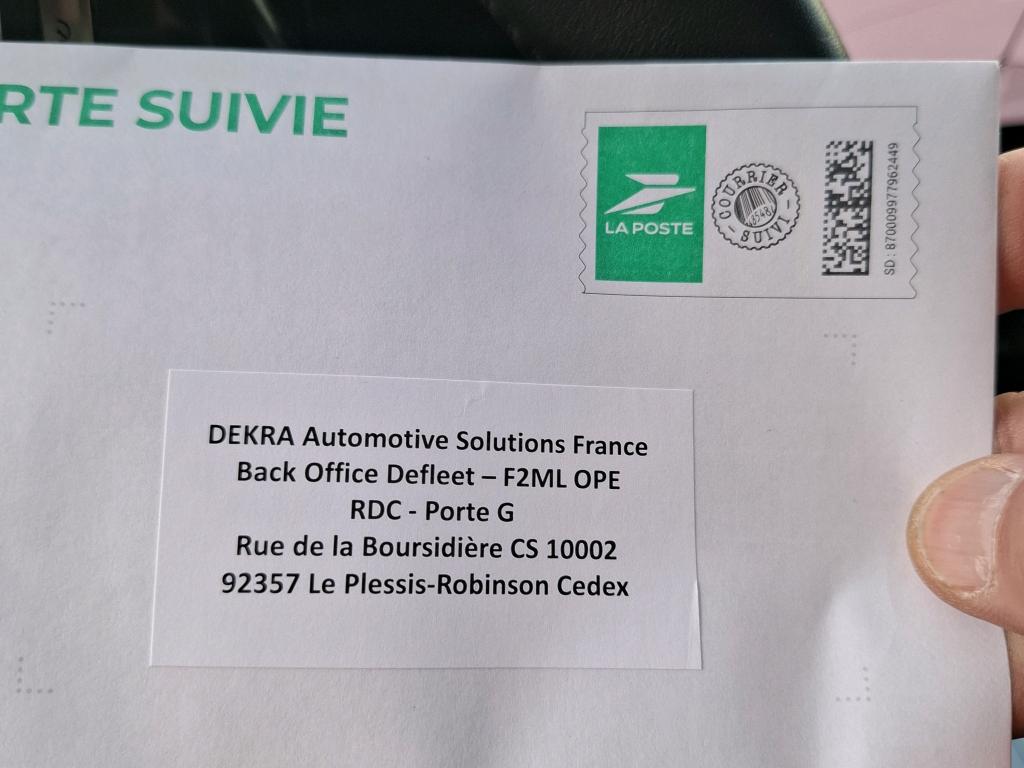 RTE SUIVIE
LA POSTE
COURRIER
SUIVI
SD : 870009977962449
DEKRA Automotive Solutions France
Back Office Defleet – F2ML OPE
RDC - Porte G
Rue de la Boursidière CS 10002
92357 Le Plessis-Robinson Cedex